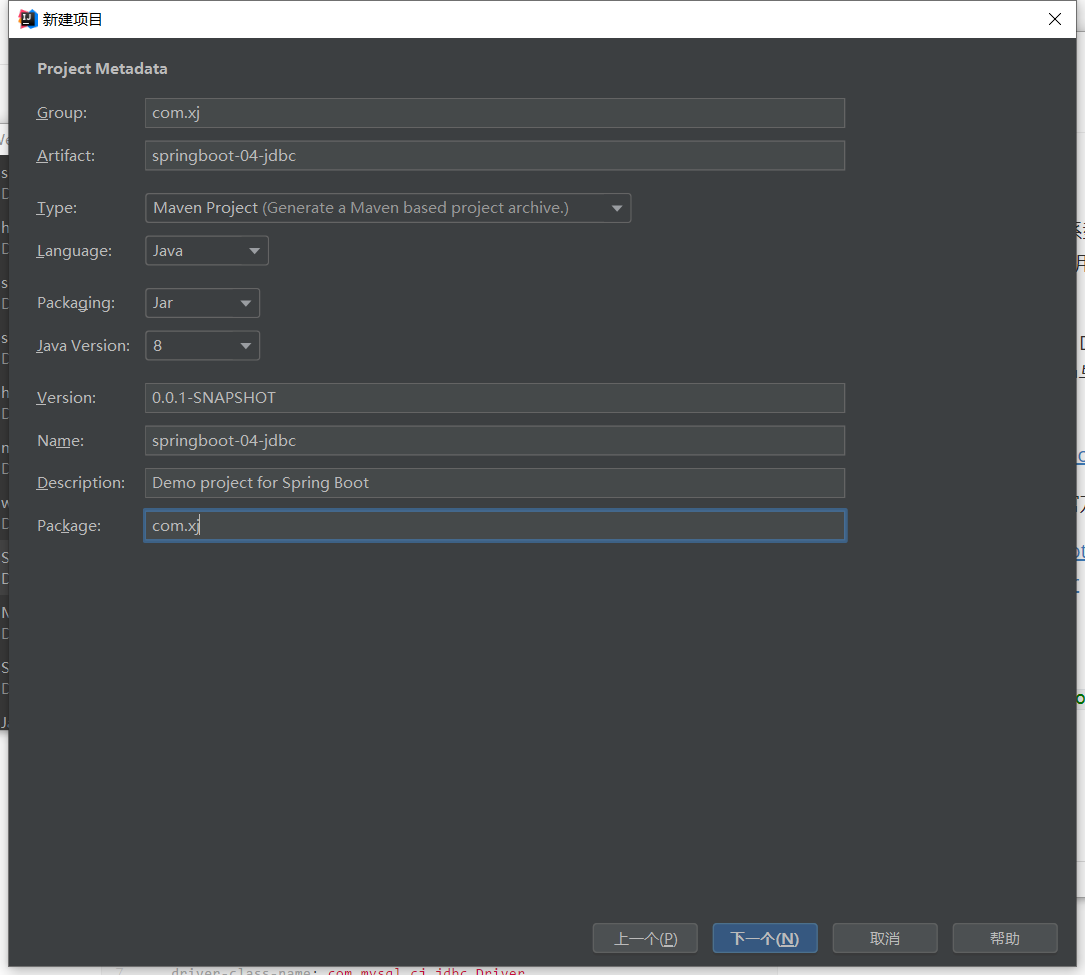 新建项目
Project Metadata
Group: com.xj
Artifact: springboot-04-jdbc
Type: Maven Project (Generate a Maven based project archive.)
Language: Java
Packaging: Jar
Java Version: 8
Version: 0.0.1-SNAPSHOT
Name: springboot-04-jdbc
Description: Demo project for Spring Boot
Package: com.xj
上一个(P) 下一个(N) 取消 帮助
7 driver-class-name: com.mysql.cj.jdbc.Driver